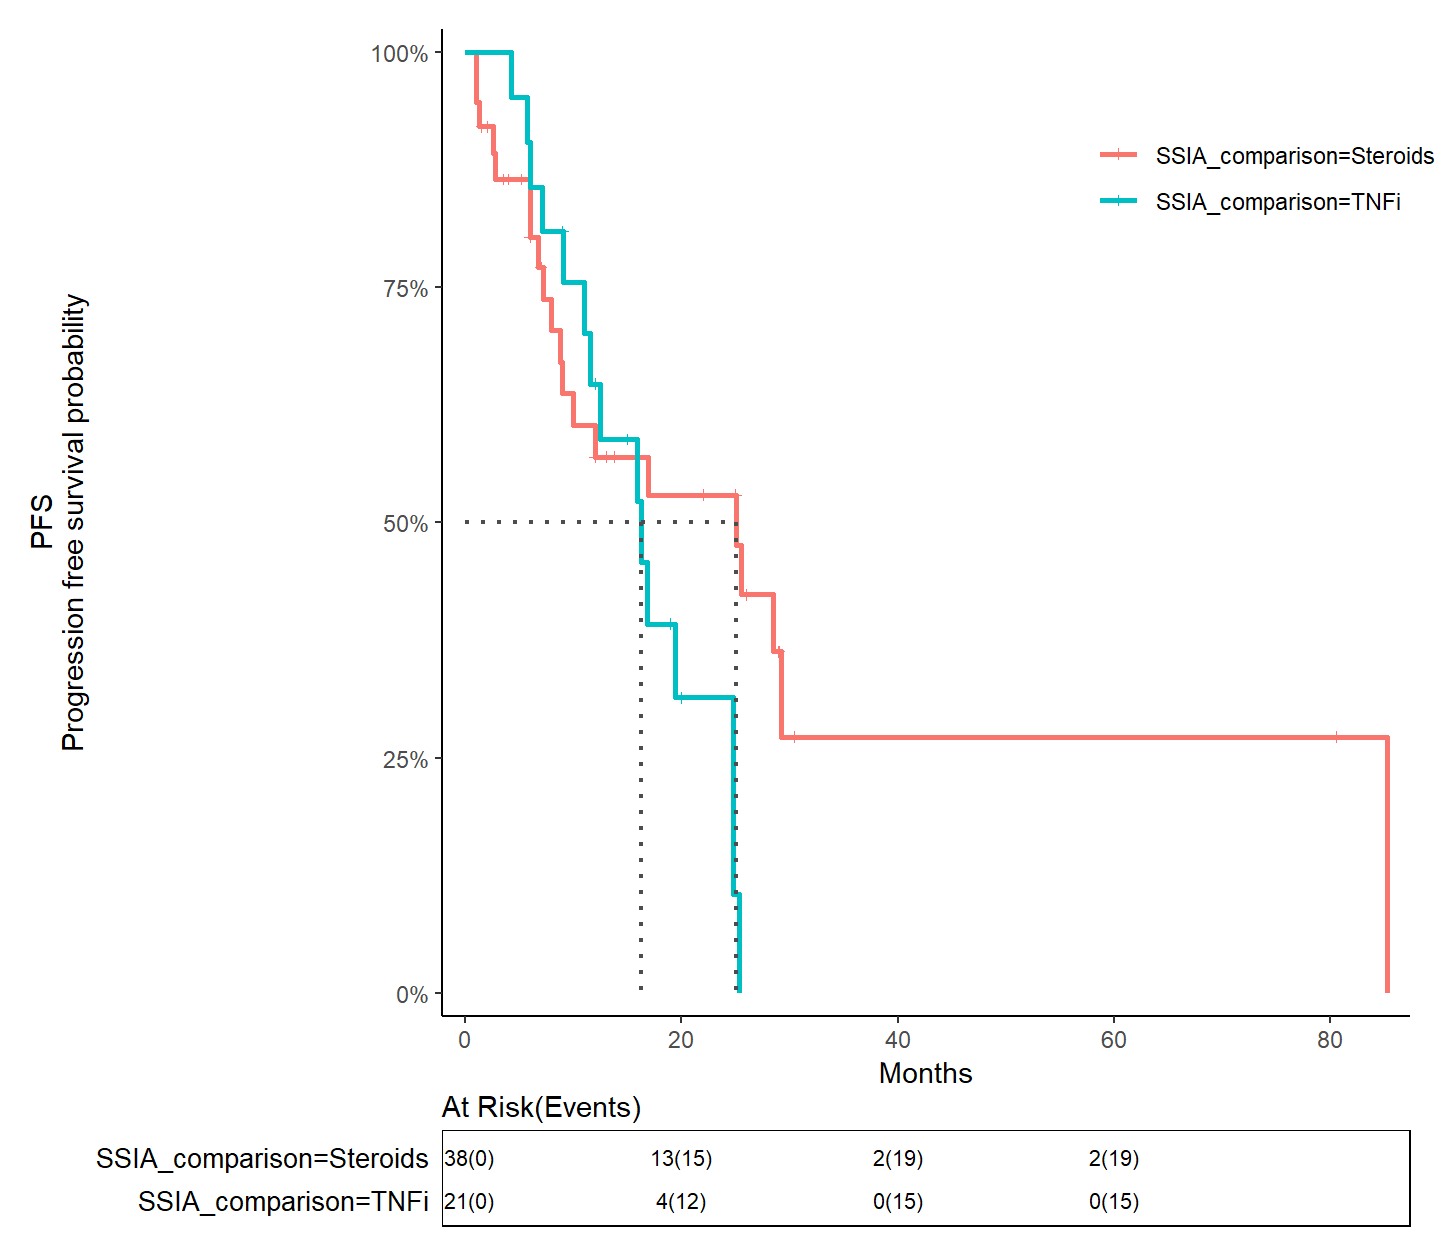 100%
75%
50%
25%
0%
PFS
Progression free survival probability
SSIA_comparison=Steroids
SSIA_comparison=TNFi
0 20 40 60 80
Months
At Risk(Events)
SSIA_comparison=Steroids 38(0) 13(15) 2(19) 2(19)
SSIA_comparison=TNFi 21(0) 4(12) 0(15) 0(15)